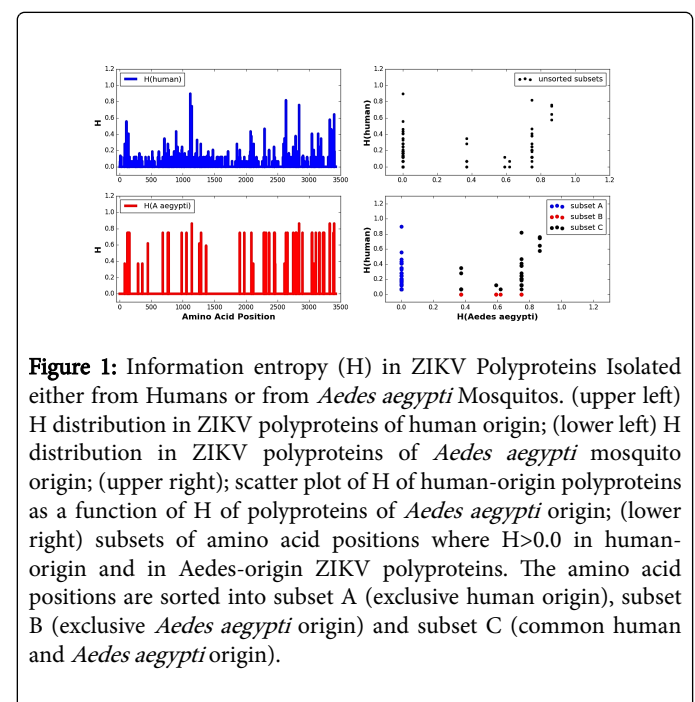 1.2
1.0
0.8
0.6
0.4
0.2
0.0
H
H(human)
0 500 1000 1500 2000 2500 3000 3500
1.2
1.0
0.8
0.6
0.4
0.2
0.0
H(human)
unsorted subsets
0.0 0.2 0.4 0.6 0.8 1.0 1.2
1.2
1.0
0.8
0.6
0.4
0.2
0.0
H
H(A aegypti)
0 500 1000 1500 2000 2500 3000 3500
Amino Acid Position
1.2
1.0
0.8
0.6
0.4
0.2
0.0
H(human)
subset A
subset B
subset C
0.0 0.2 0.4 0.6 0.8 1.0 1.2
H(Aedes aegypti)
Figure 1: Information entropy (H) in ZIKV Polyproteins Isolated
either from Humans or from Aedes aegypti Mosquitos. (upper left)
H distribution in ZIKV polyproteins of human origin; (lower left) H
distribution in ZIKV polyproteins of Aedes aegypti mosquito
origin; (upper right); scatter plot of H of human-origin polyproteins
as a function of H of polyproteins of Aedes aegypti origin; (lower
right) subsets of amino acid positions where H>0.0 in human-
origin and in Aedes-origin ZIKV polyproteins. The amino acid
positions are sorted into subset A (exclusive human origin), subset
B (exclusive Aedes aegypti origin) and subset C (common human
and Aedes aegypti origin).